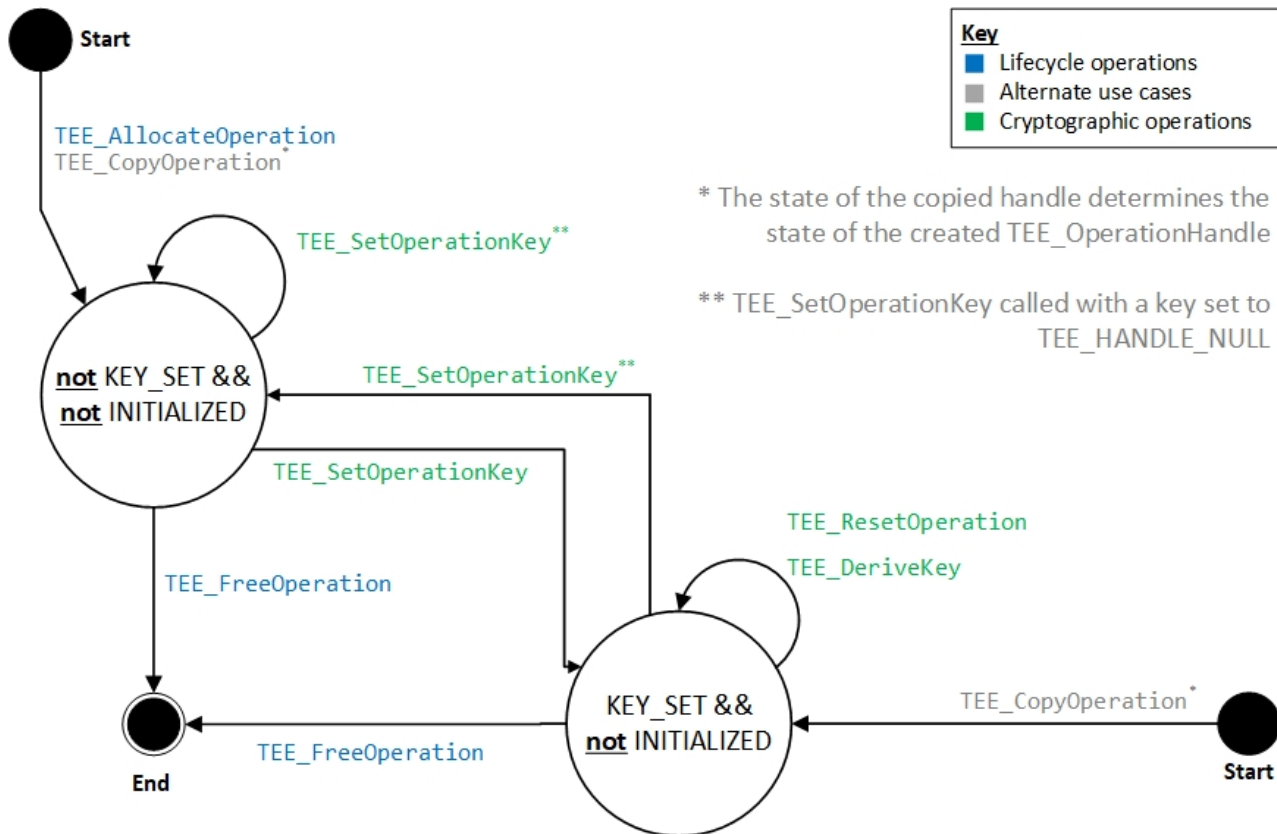 Start
Key
Lifecycle operations
Alternate use cases
Cryptographic operations
TEE_AllocateOperation
TEE_CopyOperation*
* The state of the copied handle determines the
state of the created TEE_OperationHandle
TEE_SetOperationKey**
** TEE_SetOperationKey called with a key set to
TEE_HANDLE_NULL
not KEY_SET &&
not INITIALIZED
TEE_SetOperationKey**
TEE_SetOperationKey
TEE_ResetOperation
TEE_DeriveKey
TEE_FreeOperation
KEY_SET &&
not INITIALIZED
TEE_CopyOperation*
TEE_FreeOperation
End
Start